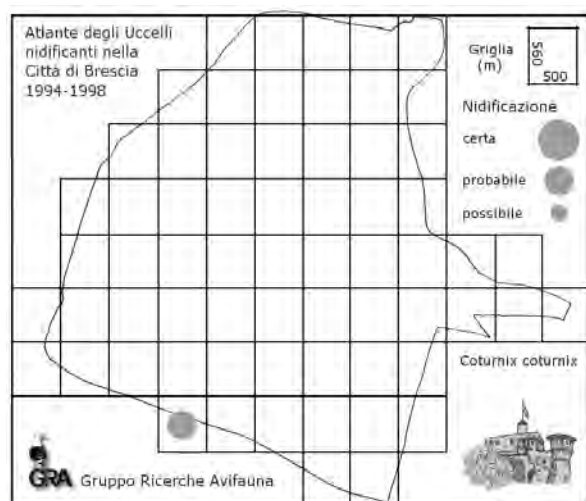 Atlante degli Uccelli
nidificanti nella
Città di Brescia
1994-1998
Griglia
(m)
560
500
Nidificazione
certa
probabile
possibile
Coturnix coturnix
GRA Gruppo Ricerche Avifauna